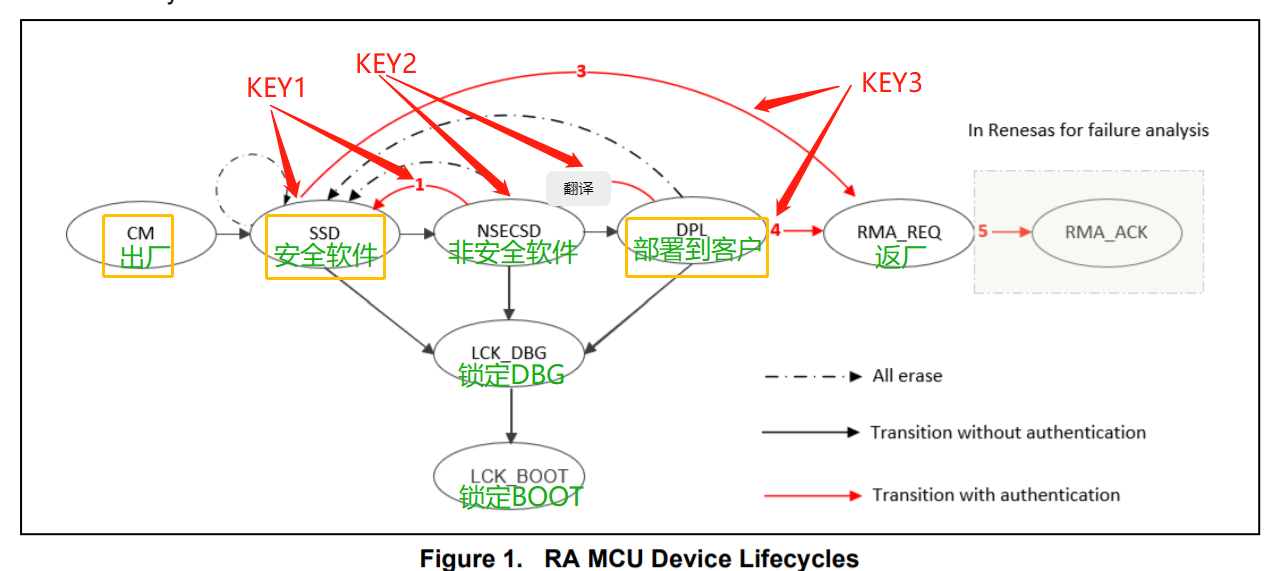 KEY1
KEY2
3
KEY3
In Renesas for failure analysis
1
翻译
CM
出厂
SSD
安全软件
NSECSD
非安全软件
DPL
部署到客户
4
RMA_REQ
返厂
5
RMA_ACK
LCK_DBG
锁定DBG
All erase
Transition without authentication
LCK_BOOT
锁定BOOT
Transition with authentication
Figure 1. RA MCU Device Lifecycles